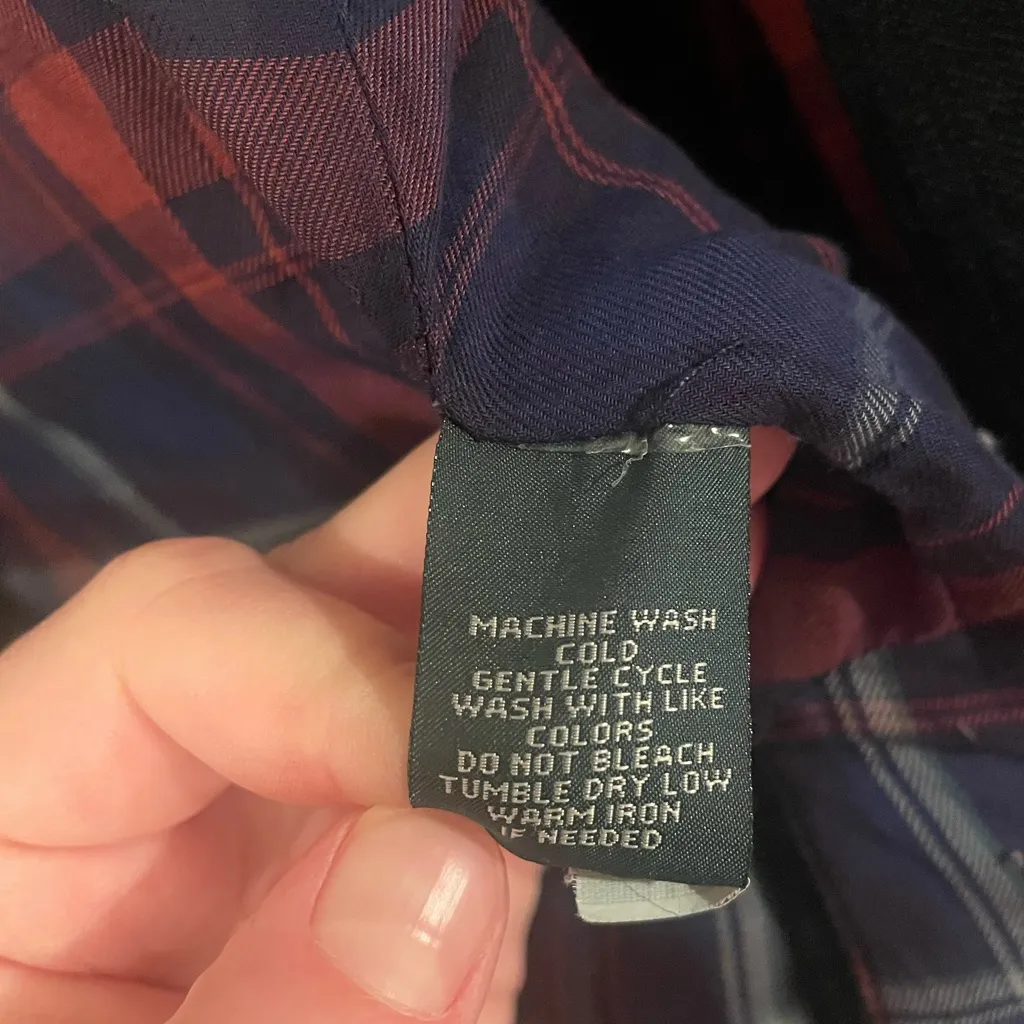 MACHINE WASH
COLD
GENTLE CYCLE
WASH WITH LIKE
COLORS
DO NOT BLEACH
TUMBLE DRY LOW
WARM IRON
IF NEEDED